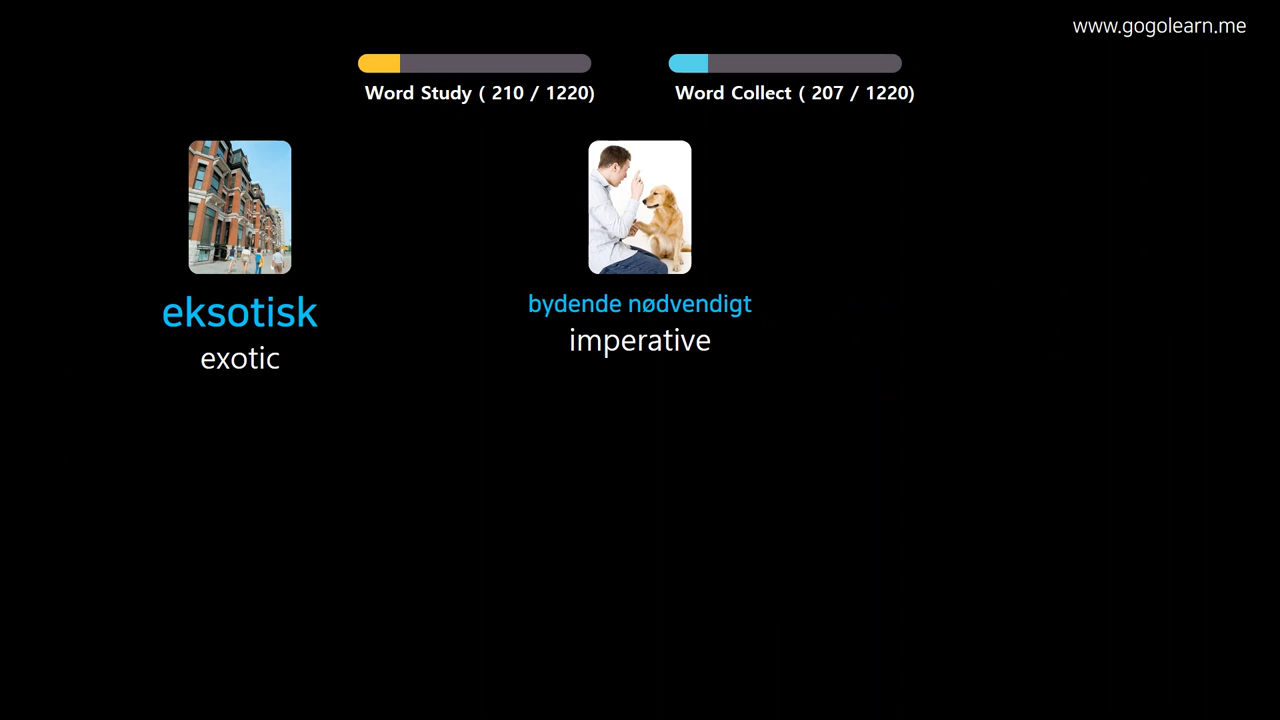 www.gogolearn.me
Word Study ( 210 / 1220)
Word Collect ( 207 / 1220)
eksotisk
exotic
bydende nødvendigt
imperative